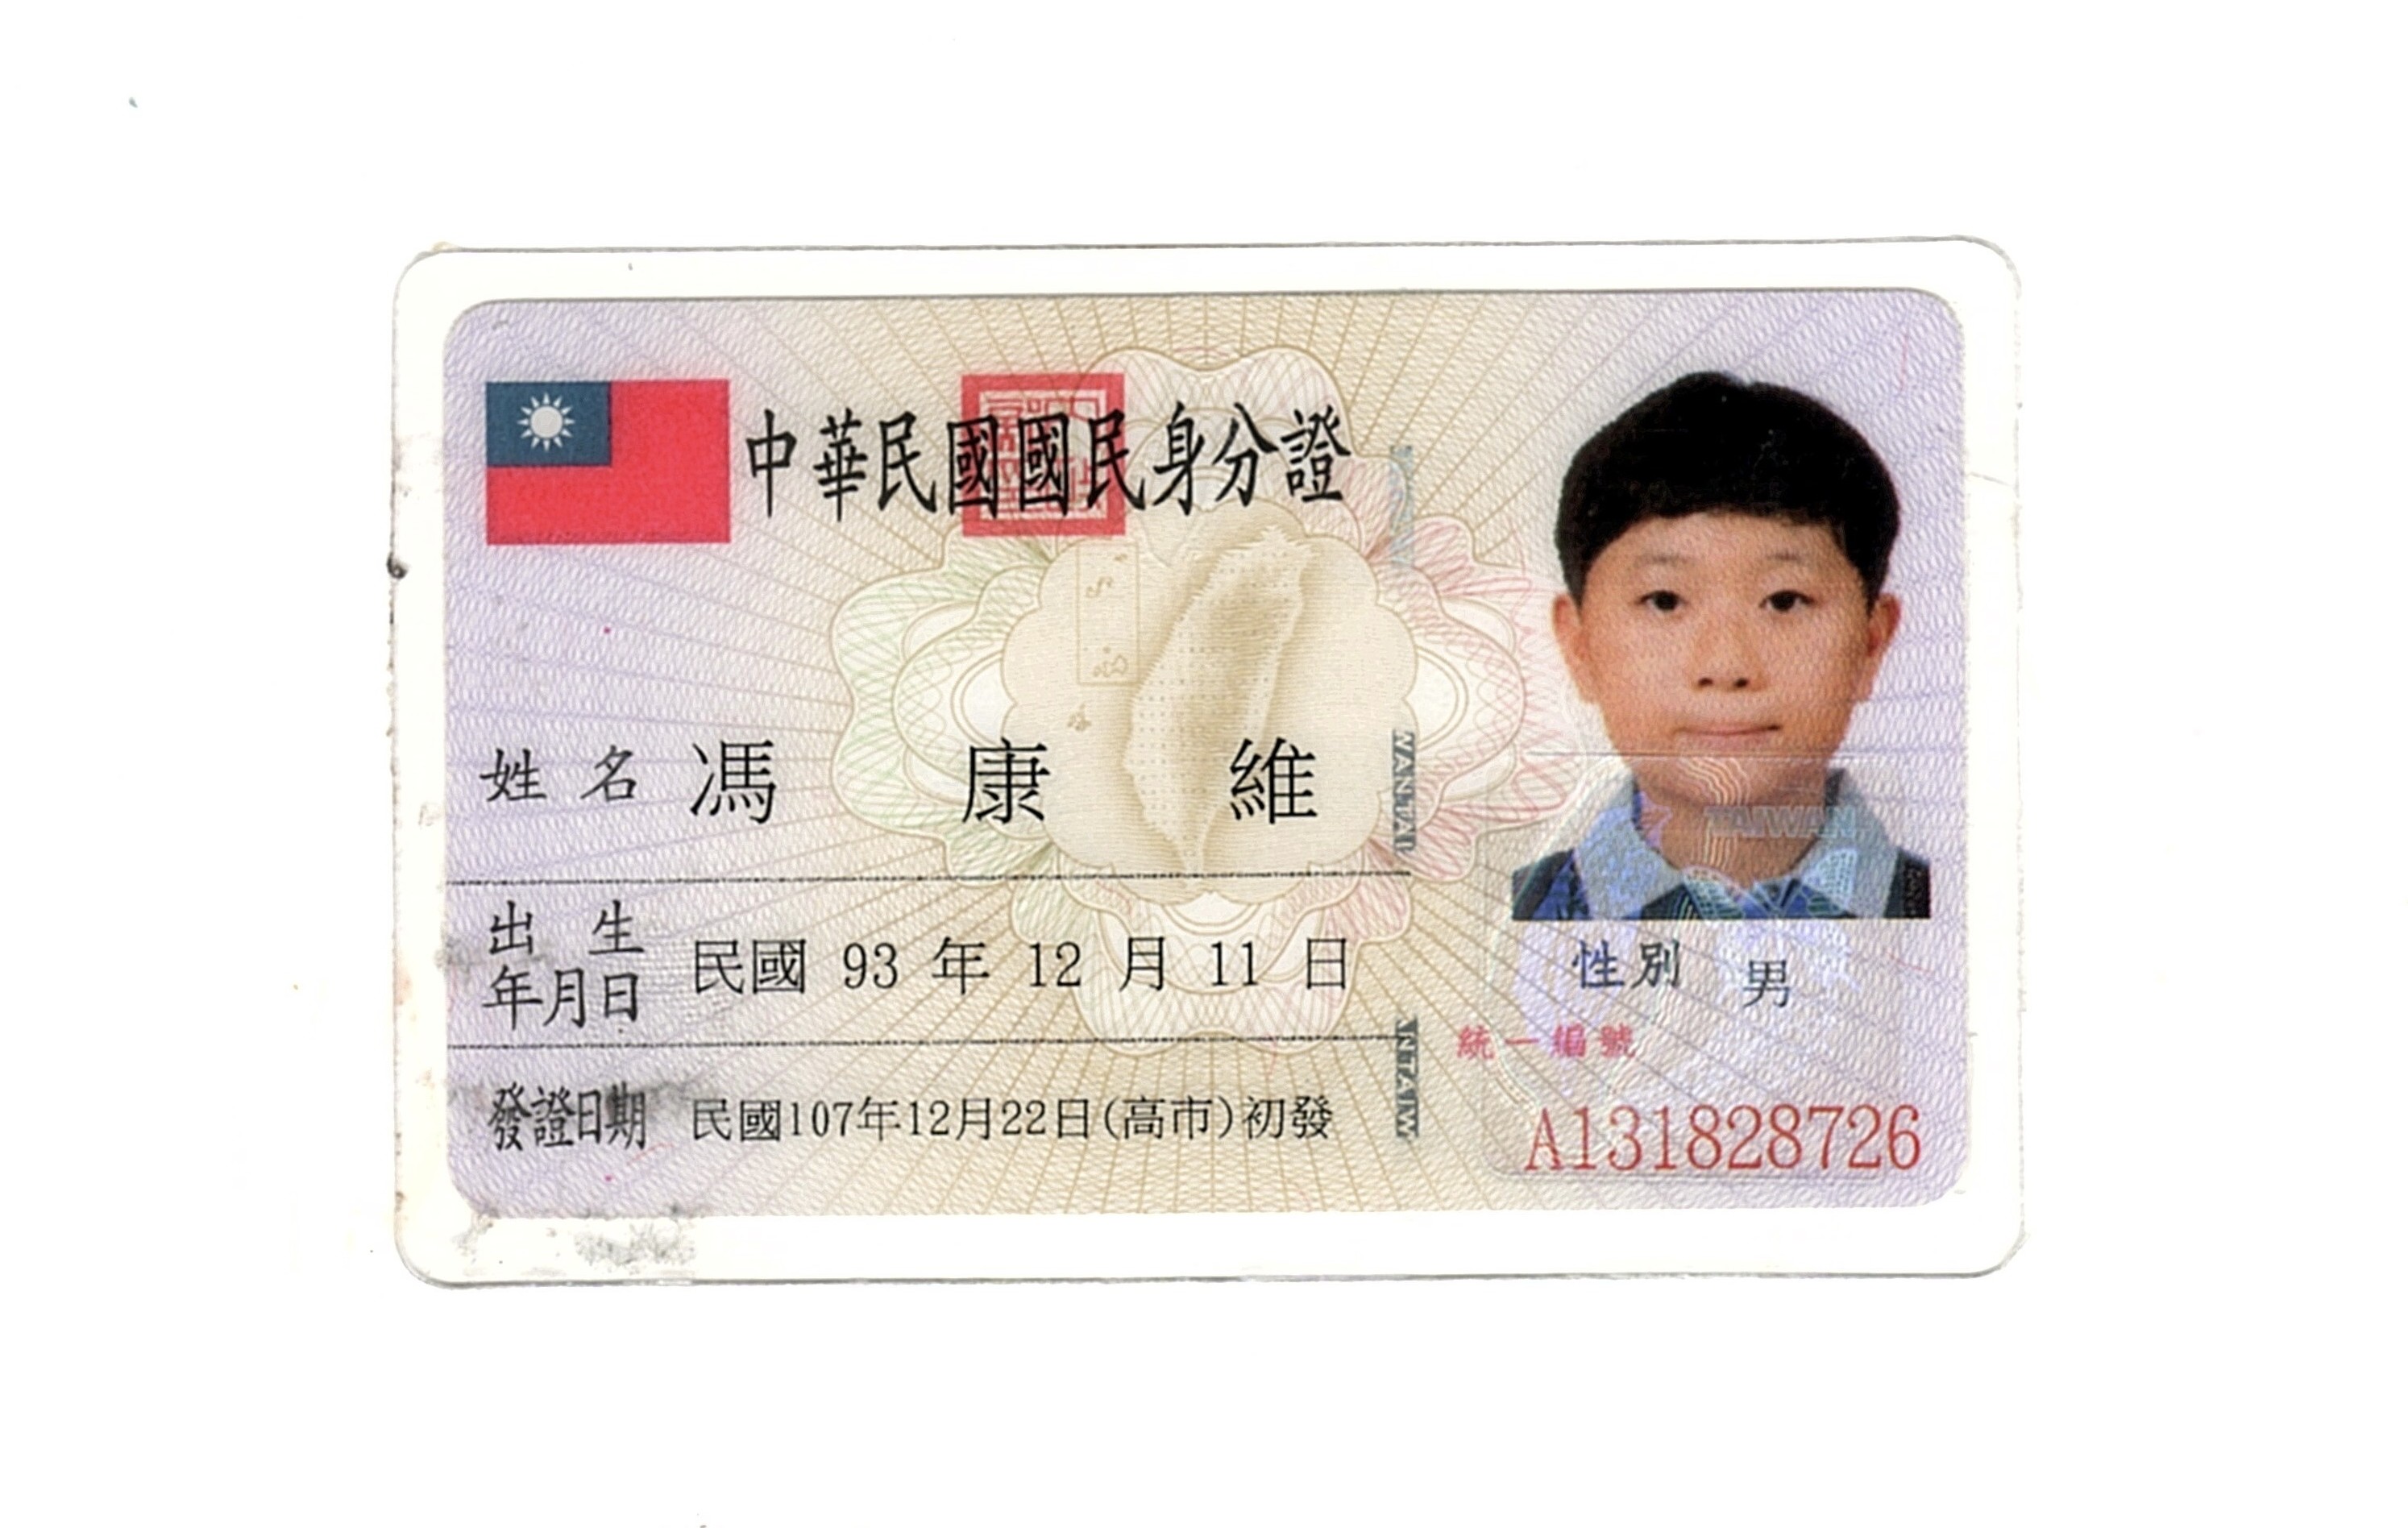 中華民國國民身分證
姓名 馮康維
出生年月日 民國 93 年 12 月 11 日
發證日期 民國107年12月22日(高市)初發
性別 男
統一編號
A131828726
TAIWAN